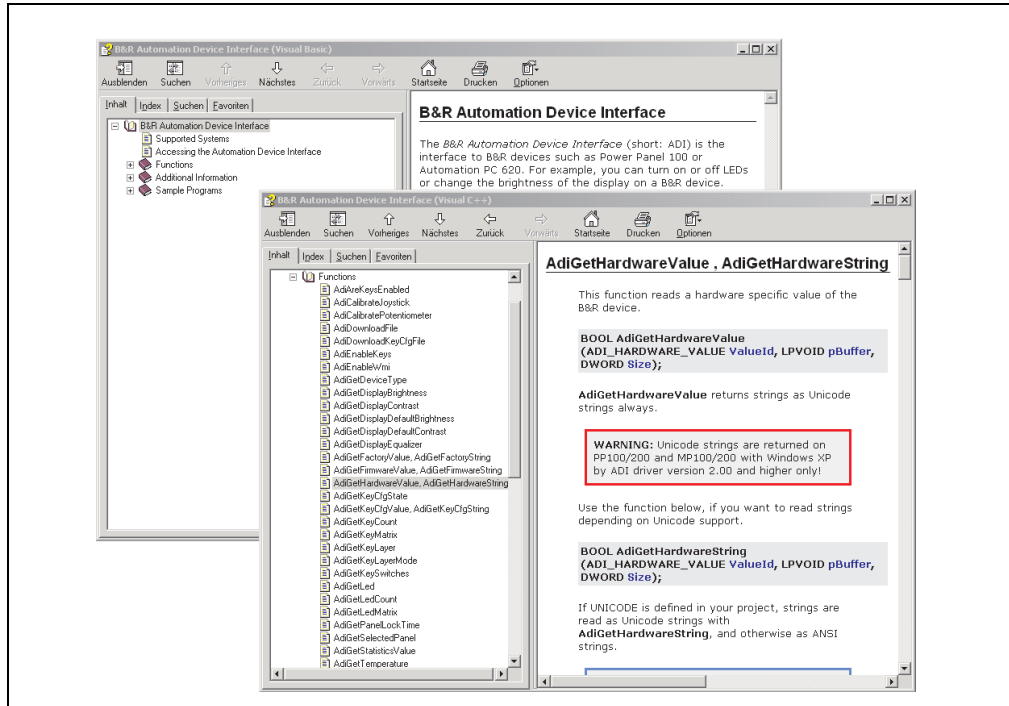 B&R Automation Device Interface (Visual Basic)
Ausblenden Suchen Vorheriges Nächstes Zurück Vorwärts Startseite Drucken Optionen
Inhalt Index Suchen Favoriten
B&R Automation Device Interface
Supported Systems
Accessing the Automation Device Interface
Functions
Additional Information
Sample Programs
B&R Automation Device Interface
The B&R Automation Device Interface (short: ADI) is the
interface to B&R devices such as Power Panel 100 or
Automation PC 620. For example, you can turn on or off LEDs
or change the brightness of the display on a B&R device.
B&R Automation Device Interface (Visual C++)
Ausblenden Suchen Vorheriges Nächstes Zurück Vorwärts Startseite Drucken Optionen
Inhalt Index Suchen Favoriten
Functions
AdiAreKeysEnabled
AdiCalibrateJoystick
AdiCalibratePotentiometer
AdiDownloadFile
AdiDownloadKeyCfgFile
AdiEnableKeys
AdiEnableWmi
AdiGetDeviceType
AdiGetDisplayBrightness
AdiGetDisplayContrast
AdiGetDisplayDefaultBrightness
AdiGetDisplayDefaultContrast
AdiGetDisplayEqualizer
AdiGetFactoryValue, AdiGetFactoryString
AdiGetFirmwareValue, AdiGetFirmwareString
AdiGetHardwareValue, AdiGetHardwareString
AdiGetKeyCfgState
AdiGetKeyCfgValue, AdiGetKeyCfgString
AdiGetKeyCount
AdiGetKeyMatrix
AdiGetKeyLayer
AdiGetKeyLayerMode
AdiGetKeySwitches
AdiGetLed
AdiGetLedCount
AdiGetLedMatrix
AdiGetPanelLockTime
AdiGetSelectedPanel
AdiGetStatisticsValue
AdiGetTemperature
AdiGetHardwareValue , AdiGetHardwareString
This function reads a hardware specific value of the
B&R device.
BOOL AdiGetHardwareValue
(ADI_HARDWARE_VALUE ValueId, LPVOID pBuffer,
DWORD Size);
AdiGetHardwareValue returns strings as Unicode
strings always.
WARNING: Unicode strings are returned on
PP100/200 and MP100/200 with Windows XP
by ADI driver version 2.00 and higher only!
Use the function below, if you want to read strings
depending on Unicode support.
BOOL AdiGetHardwareString
(ADI_HARDWARE_VALUE ValueId, LPVOID pBuffer,
DWORD Size);
If UNICODE is defined in your project, strings are
read as Unicode strings with
AdiGetHardwareString, and otherwise as ANSI
strings.